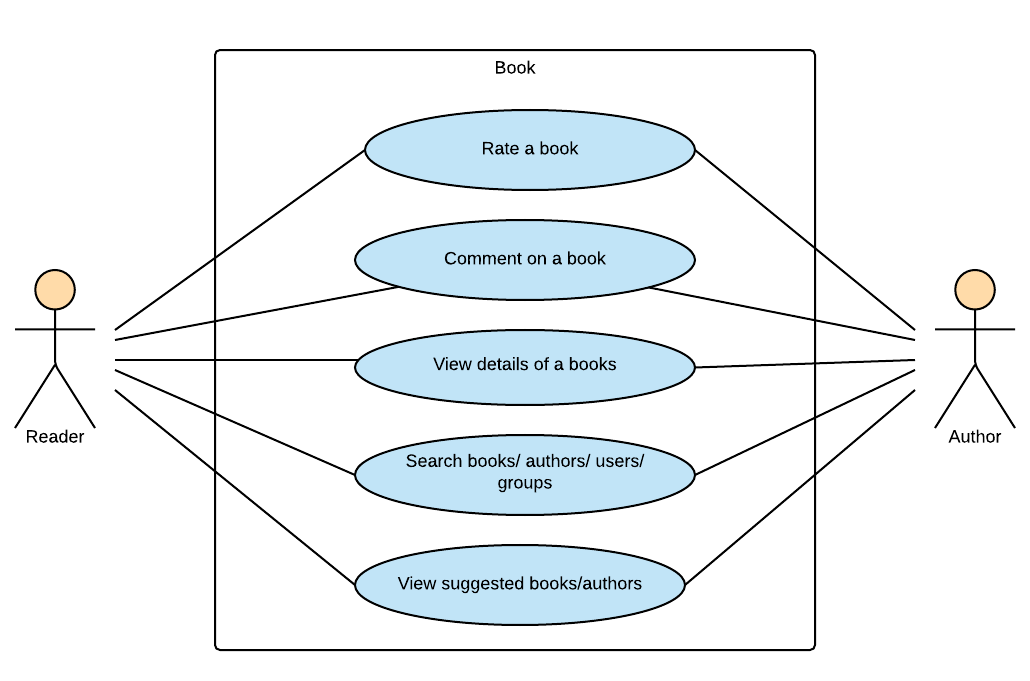 Book
Rate a book
Comment on a book
View details of a books
Search books/ authors/ users/
groups
View suggested books/authors
Reader
Author